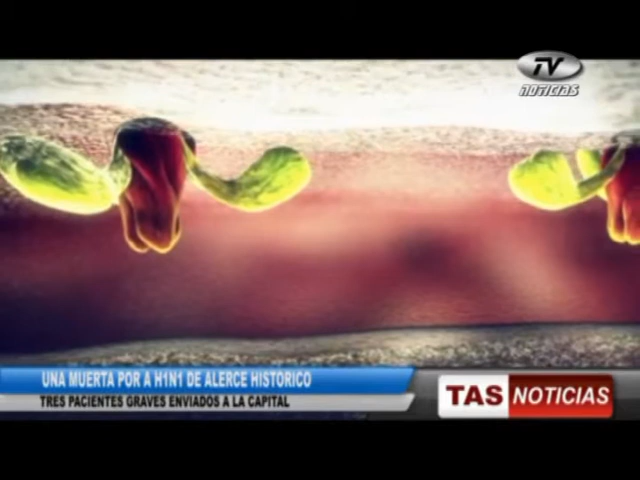 TV
NOTICIAS
UNA MUERTA POR A H1N1 DE ALERCE HISTORICO
TRES PACIENTES GRAVES ENVIADOS A LA CAPITAL
TAS NOTICIAS